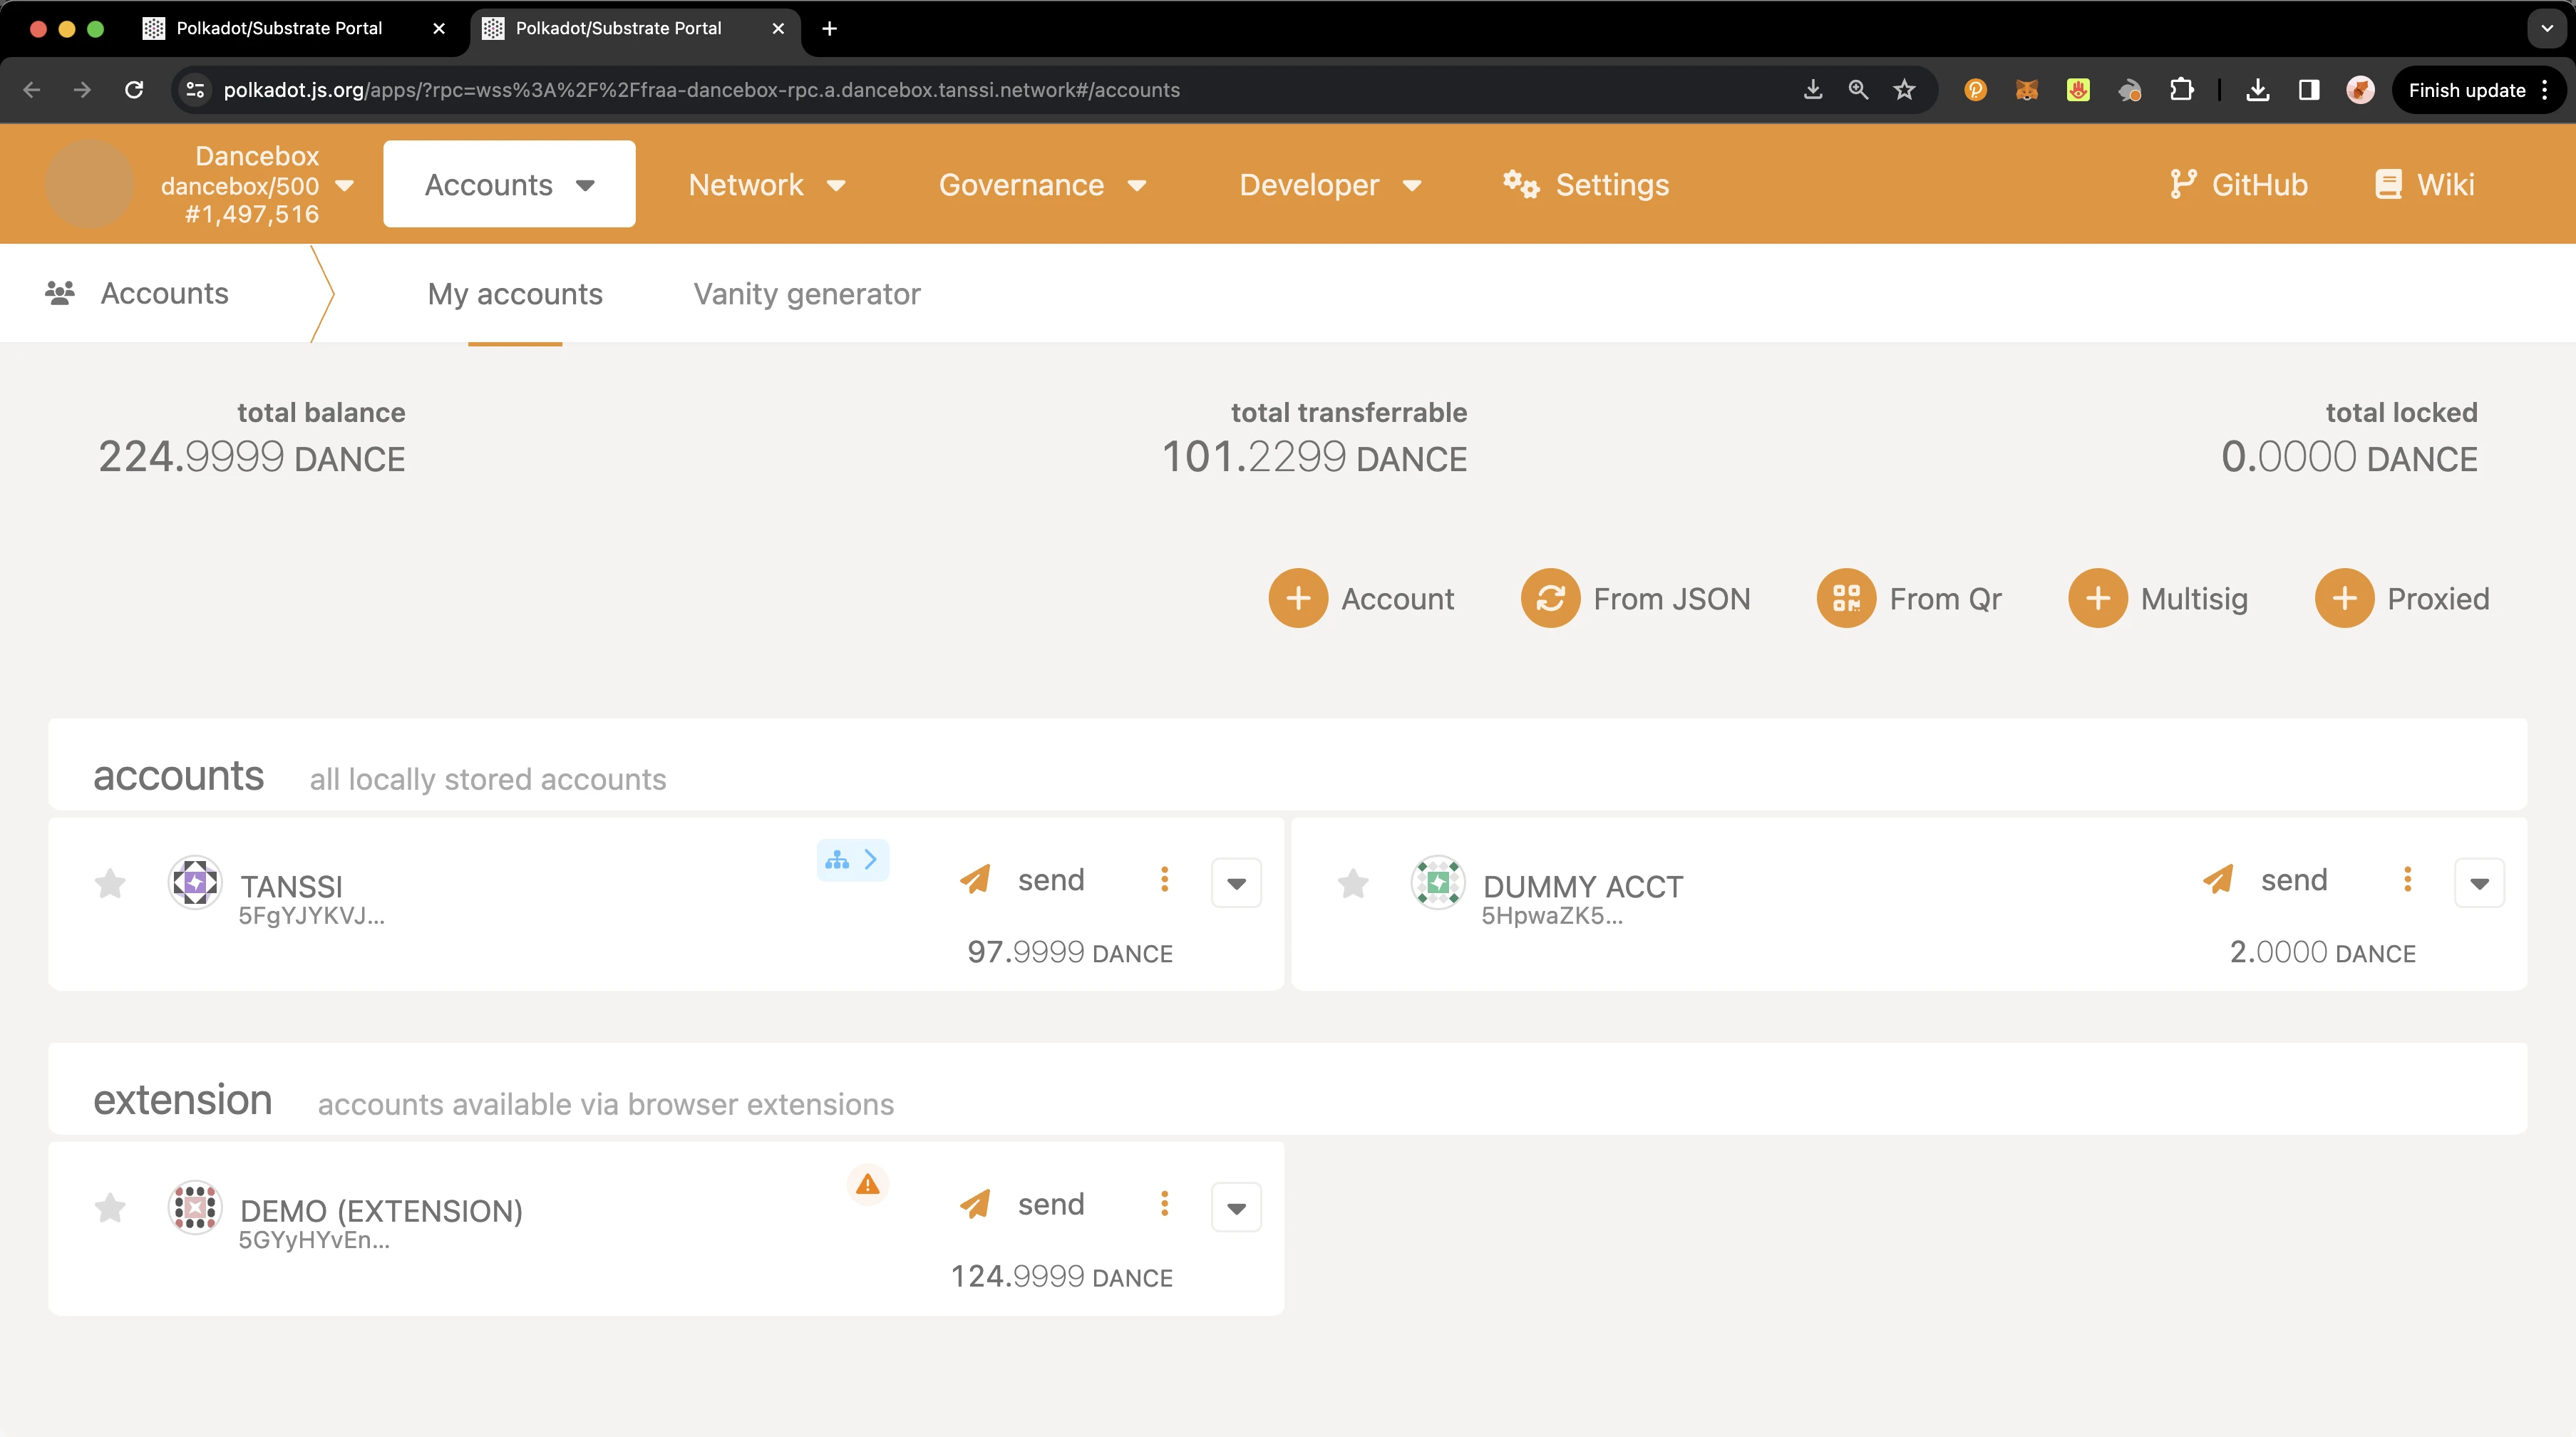 Polkadot/Substrate Portal
Polkadot/Substrate Portal
polkadot.js.org/apps/?rpc=wss%3A%2F%2Ffraa-dancebox-rpc.a.dancebox.tanssi.network#/accounts
Finish update
Dancebox
dancebox/500
#1,497,516
Accounts
Network
Governance
Developer
Settings
GitHub
Wiki
Accounts
My accounts
Vanity generator
total balance
224.9999 DANCE
total transferrable
101.2299 DANCE
total locked
0.0000 DANCE
Account
From JSON
From Qr
Multisig
Proxied
accounts all locally stored accounts
TANSSI
5FgYJYKVJ...
send
97.9999 DANCE
DUMMY ACCT
5HpwaZK5...
send
2.0000 DANCE
extension accounts available via browser extensions
DEMO (EXTENSION)
5GYyHYvEn...
send
124.9999 DANCE